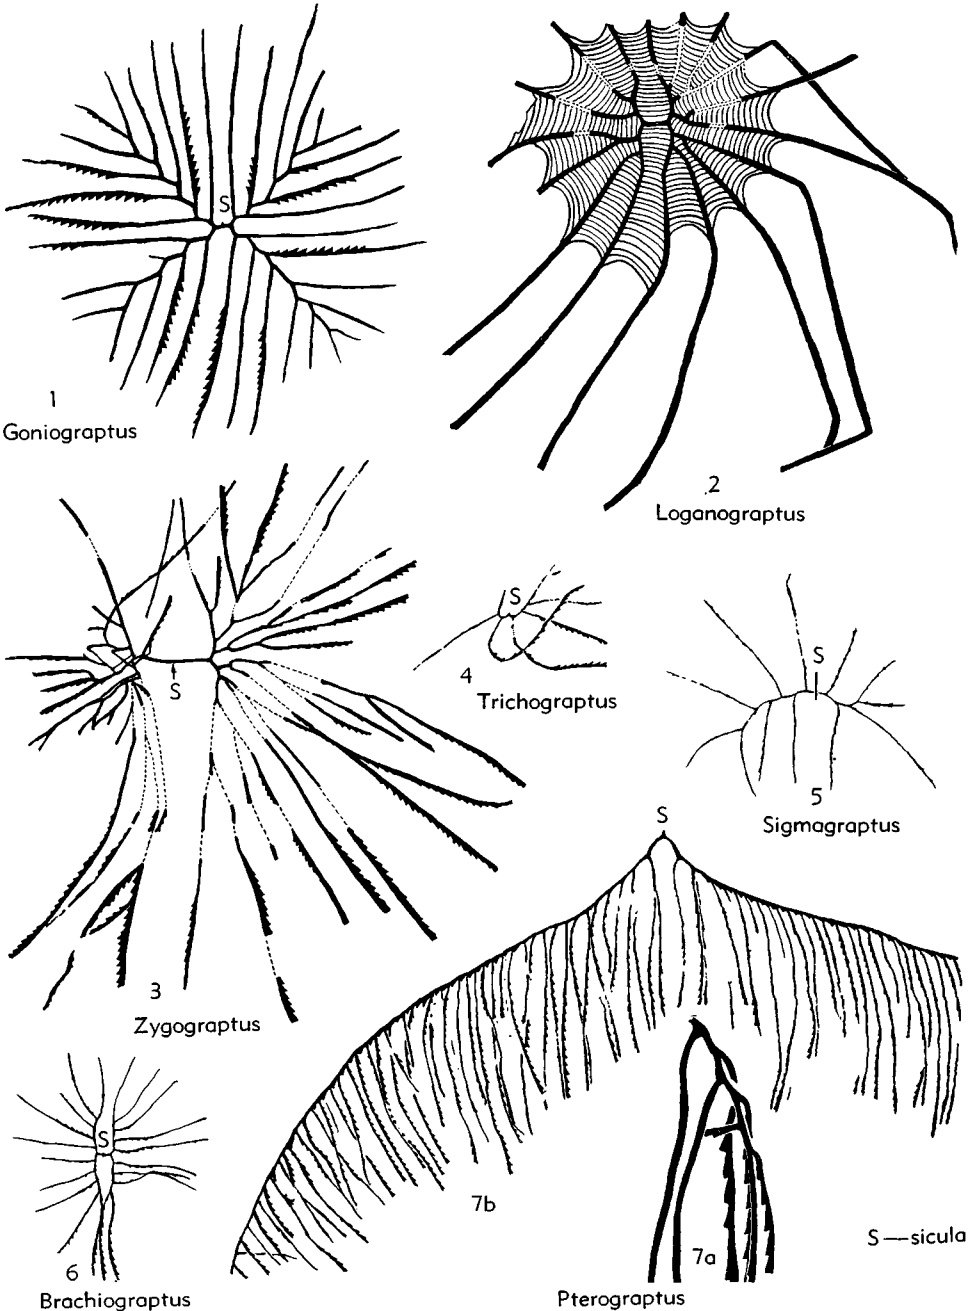 S
1
Goniograptus
2
Loganograptus
S
3
Zygograptus
S
4
Trichograptus
S
5
Sigmagraptus
S
7b
7a
S—sicula
Pterograptus
S
6
Brachiograptus